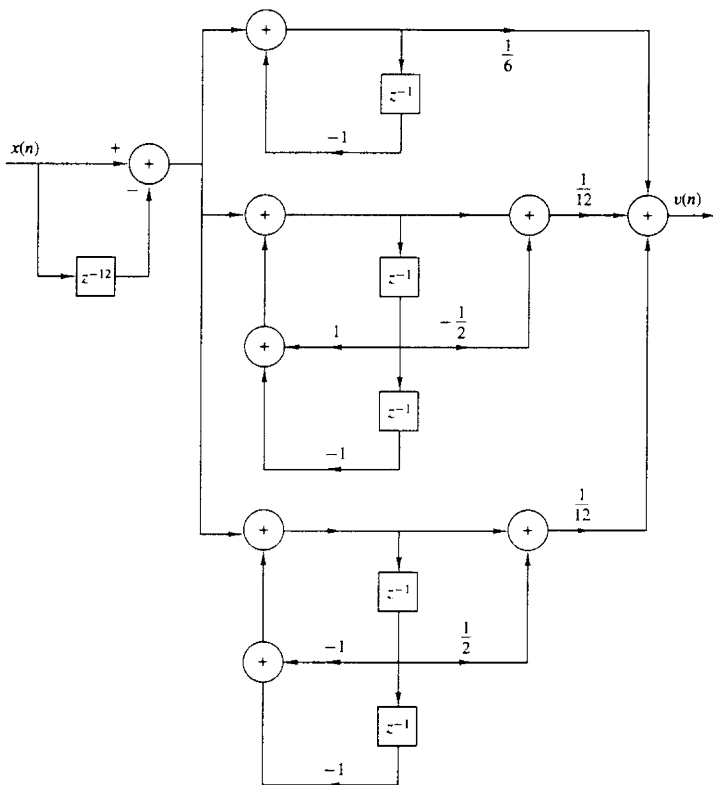 +
1/6
z⁻¹
−1
x(n)
+
+
−
z⁻¹²
+
+
1/12
+
v(n)
z⁻¹
+
1
−1/2
z⁻¹
−1
+
+
1/12
z⁻¹
+
−1
1/2
z⁻¹
−1